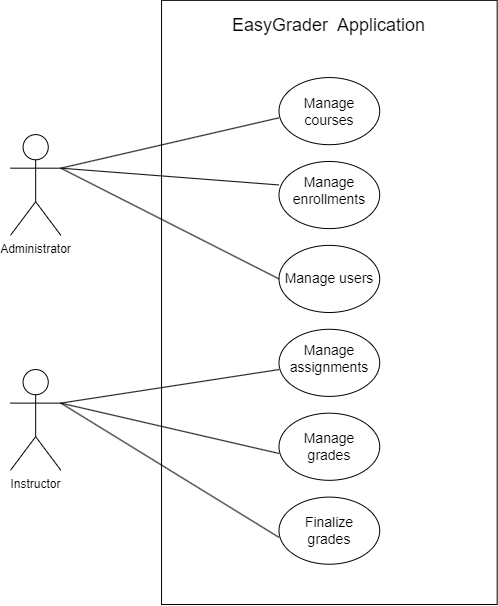 EasyGrader Application
Manage
courses
Manage
enrollments
Administrator
Manage users
Manage
assignments
Manage
grades
Instructor
Finalize
grades